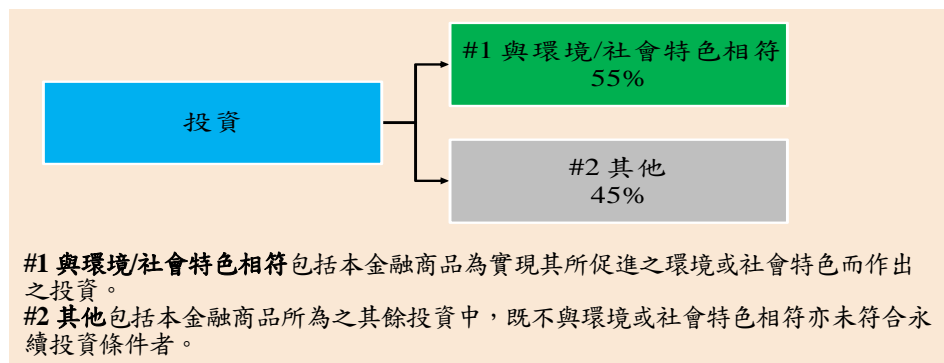 #1 與環境/社會特色相符
55%
投資
#2 其他
45%
#1 與環境/社會特色相符包括本金融商品為實現其所促進之環境或社會特色而作出
之投資。
#2 其他包括本金融商品所為之其餘投資中，既不與環境或社會特色相符亦未符合永
續投資條件者。